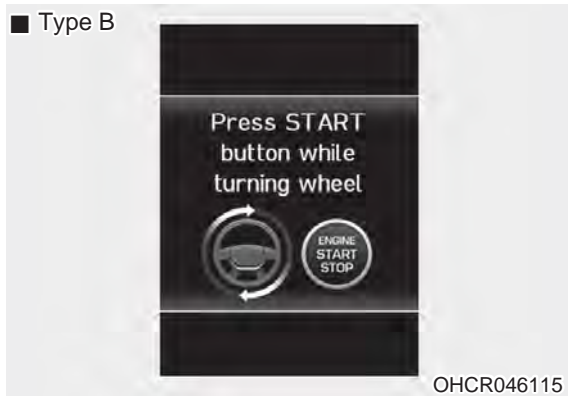 ■ Type B
Press START
button while
turning wheel
ENGINE
START
STOP
OHCR046115